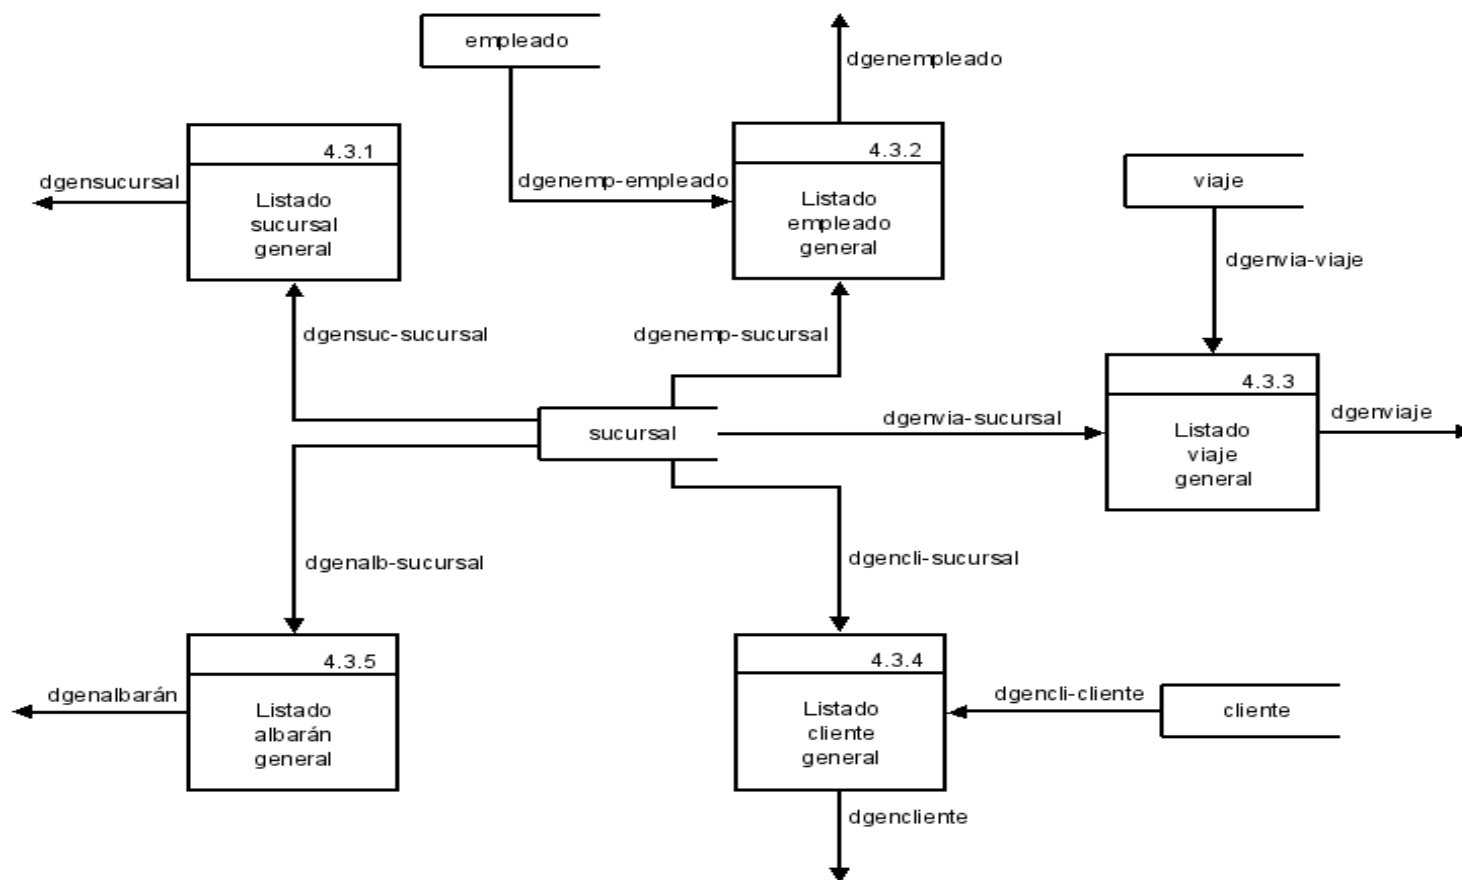 empleado
dgenempleado
4.3.1
4.3.2
dgensucursal
dgenemp-empleado
viaje
Listado
sucursal
general
Listado
empleado
general
dgenvia-viaje
dgensuc-sucursal
dgenemp-sucursal
4.3.3
sucursal
dgenvia-sucursal
dgenviaje
Listado
viaje
general
dgenalb-sucursal
dgencli-sucursal
4.3.5
4.3.4
dgenalbarán
dgencli-cliente
Listado
albarán
general
Listado
cliente
general
cliente
dgencliente